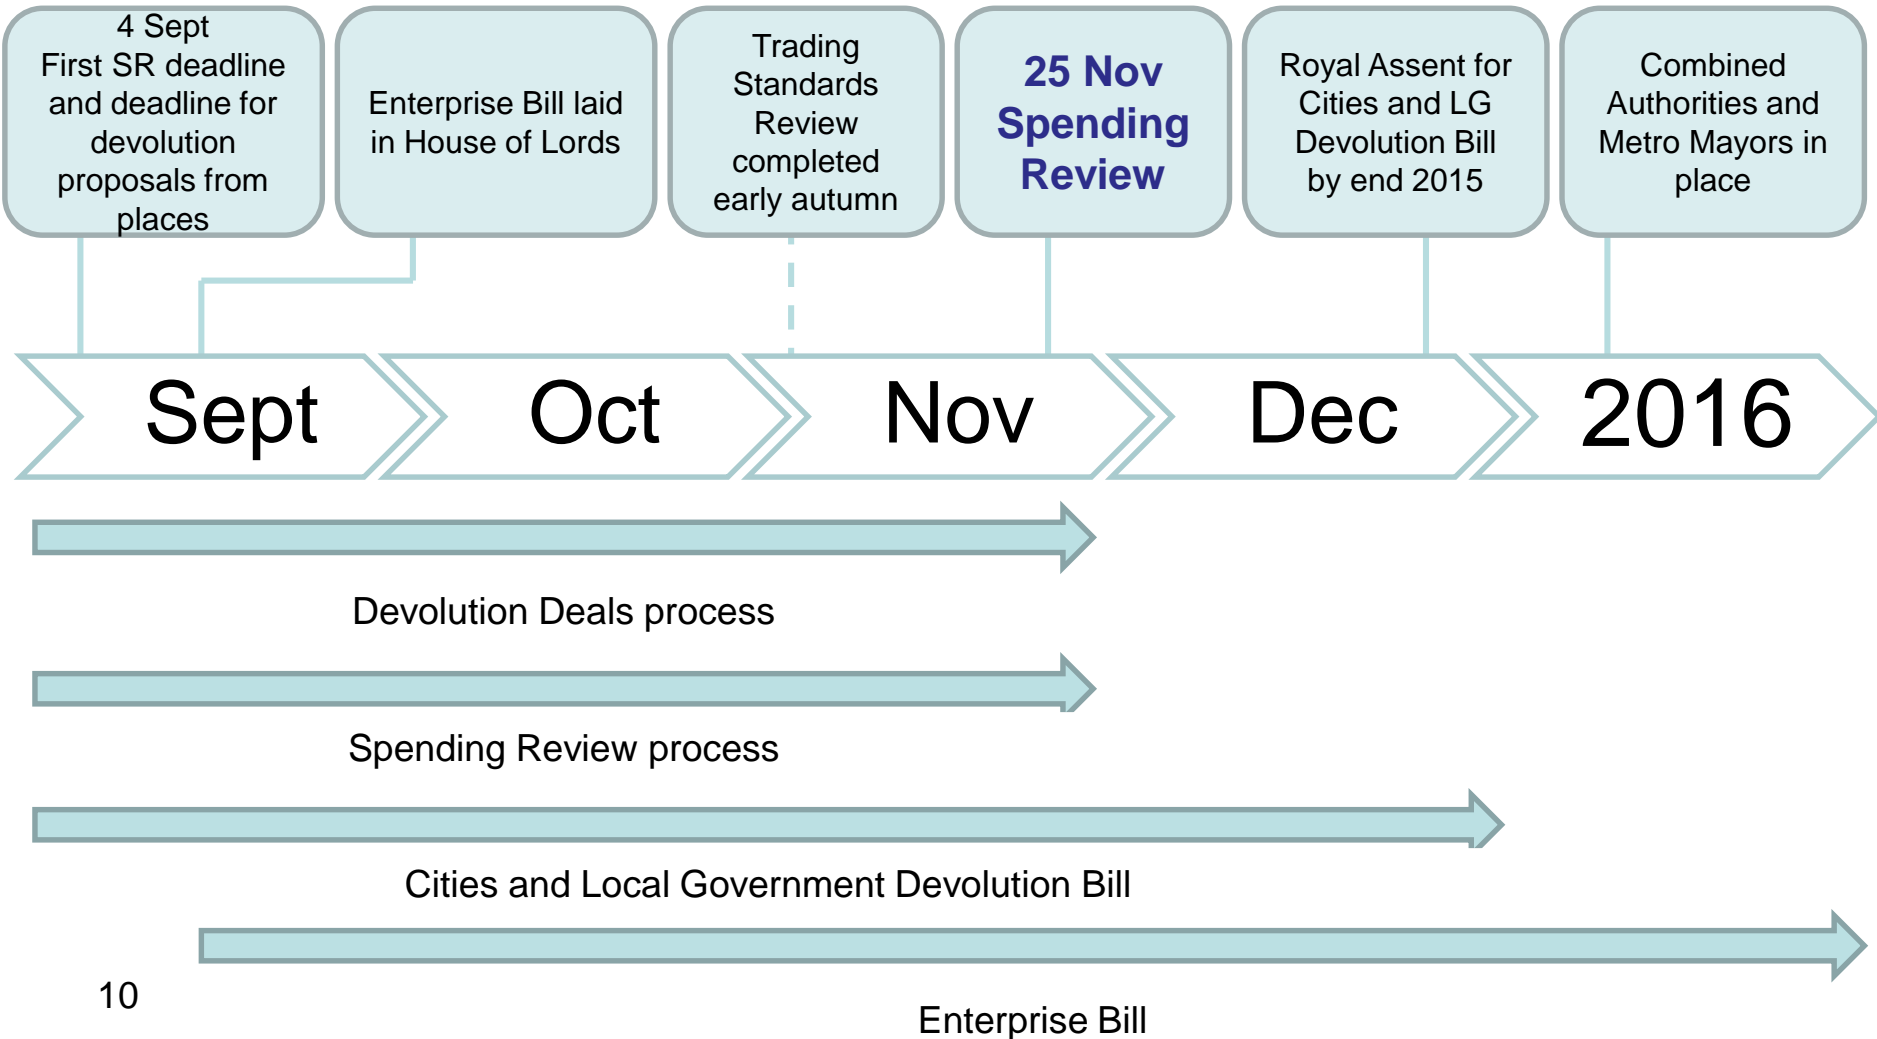 4 Sept
First SR deadline
and deadline for
devolution
proposals from
places
Enterprise Bill laid
in House of Lords
Trading
Standards
Review
completed
early autumn
25 Nov
Spending
Review
Royal Assent for
Cities and LG
Devolution Bill
by end 2015
Combined
Authorities and
Metro Mayors in
place
Sept
Oct
Nov
Dec
2016
Devolution Deals process
Spending Review process
Cities and Local Government Devolution Bill
10
Enterprise Bill